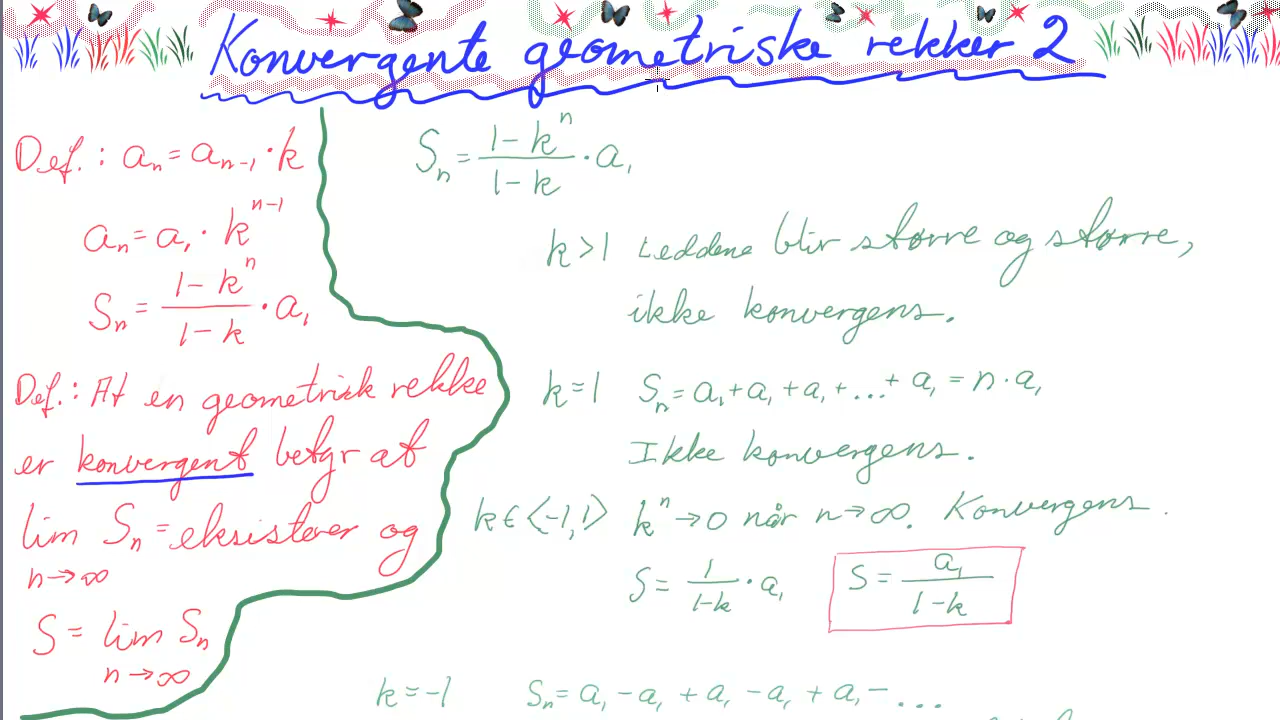 Konvergente geometriske rekker 2
Def.: aₙ = aₙ₋₁ · k
aₙ = a₁ · kⁿ⁻¹
Sₙ = (1 - kⁿ)/(1 - k) · a₁
Def.: At en geometrisk rekke
er konvergent betyr at
lim Sₙ = eksisterer og
n → ∞
S = lim Sₙ
n → ∞
Sₙ = (1 - kⁿ)/(1 - k) · a₁
k > 1 Leddene blir større og større,
ikke konvergens.
k = 1 Sₙ = a₁ + a₁ + a₁ + ... + a₁ = n · a₁
Ikke konvergens.
k ∈ ⟨-1, 1⟩ kⁿ → 0 når n → ∞. Konvergens.
S = 1/(1-k) · a₁ S = a₁/(1-k)
k = -1 Sₙ = a₁ - a₁ + a₁ - a₁ + a₁ - ...